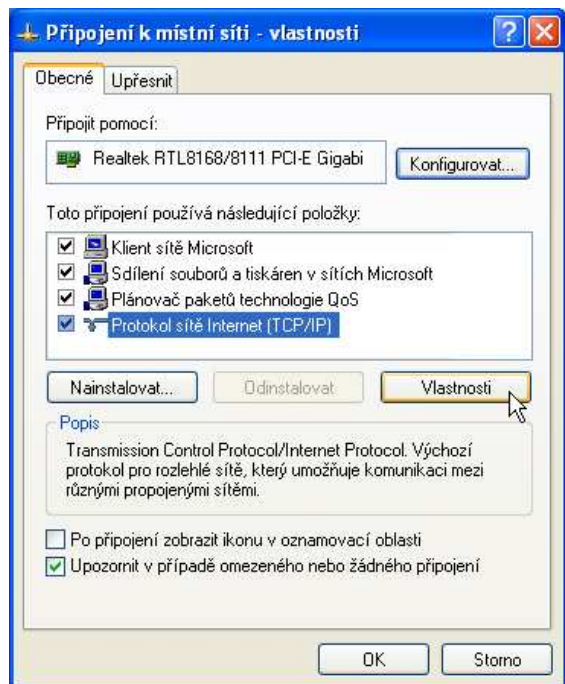 Připojení k místní síti - vlastnosti
Obecné
Upřesnit
Připojit pomocí:
Realtek RTL8168/8111 PCI-E Gigabi
Konfigurovat...
Toto připojení používá následující položky:
Klient sítě Microsoft
Sdílení souborů a tiskáren v sítích Microsoft
Plánovač paketů technologie QoS
Protokol sítě Internet (TCP/IP)
Nainstalovat...
Odinstalovat
Vlastnosti
Popis
Transmission Control Protocol/Internet Protocol. Výchozí
protokol pro rozlehlé sítě, který umožňuje komunikaci mezi
různými propojenými sítěmi.
Po připojení zobrazit ikonu v oznamovací oblasti
Upozornit v případě omezeného nebo žádného připojení
OK
Storno